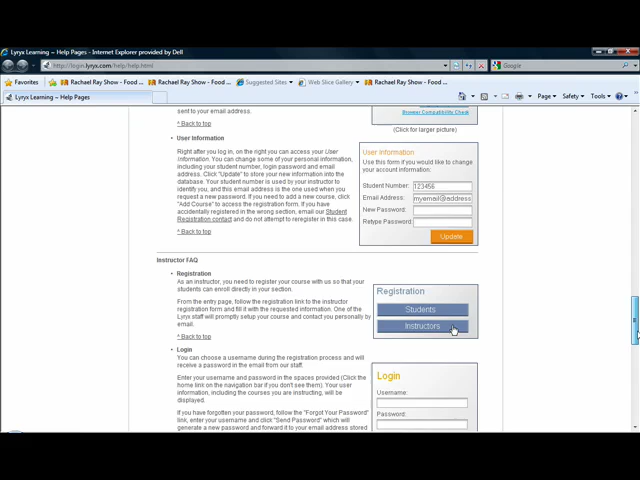 Lyryx Learning ~ Help Pages - Internet Explorer provided by Dell
http://login.lyryx.com/help/help.html
Google
Favorites
Rachael Ray Show - Food ...
Rachael Ray Show - Food ...
Suggested Sites
Web Slice Gallery
Rachael Ray Show - Food ...
Lyryx Learning ~ Help Pages
Page
Safety
Tools
sent to your email address.
^ Back to top
Browser Compatibility Check
(Click for larger picture)
User Information
Right after you log in, on the right you can access your User
Information. You can change some of your personal information,
including your student number, login password and email
address. Click "Update" to store your new information into the
database. Your student number is used by your instructor to
identify you, and this email address is the one used when you
request a new password. If you need to add a new course, click
"Add Course" to access the registration form. If you have
accidentally registered in the wrong section, email our Student
Registration contact and do not attempt to reregister in this case.
^ Back to top
User Information
Use this form if you would like to change
your account information:
Student Number: 123456
Email Address: myemail@address
New Password:
Retype Password:
Update
Instructor FAQ
Registration
As an instructor, you need to register your course with us so that your
students can enroll directly in your section.
From the entry page, follow the registration link to the instructor
registration form and fill it with the requested information. One of the
Lyryx staff will promptly setup your course and contact you personally by
email.
^ Back to top
Registration
Students
Instructors
Login
You can choose a username during the registration process and will
receive a password in email from our staff.
Enter your username and password in the spaces provided (Click the
home link on the navigation bar if you don't see them). Your user
information, including the courses you are instructing, will be
displayed.
If you have forgotten your password, follow the "Forgot Your Password"
link, enter your username and click "Send Password" which will
generate a new password and forward it to your email address stored
Login
Username:
Password: